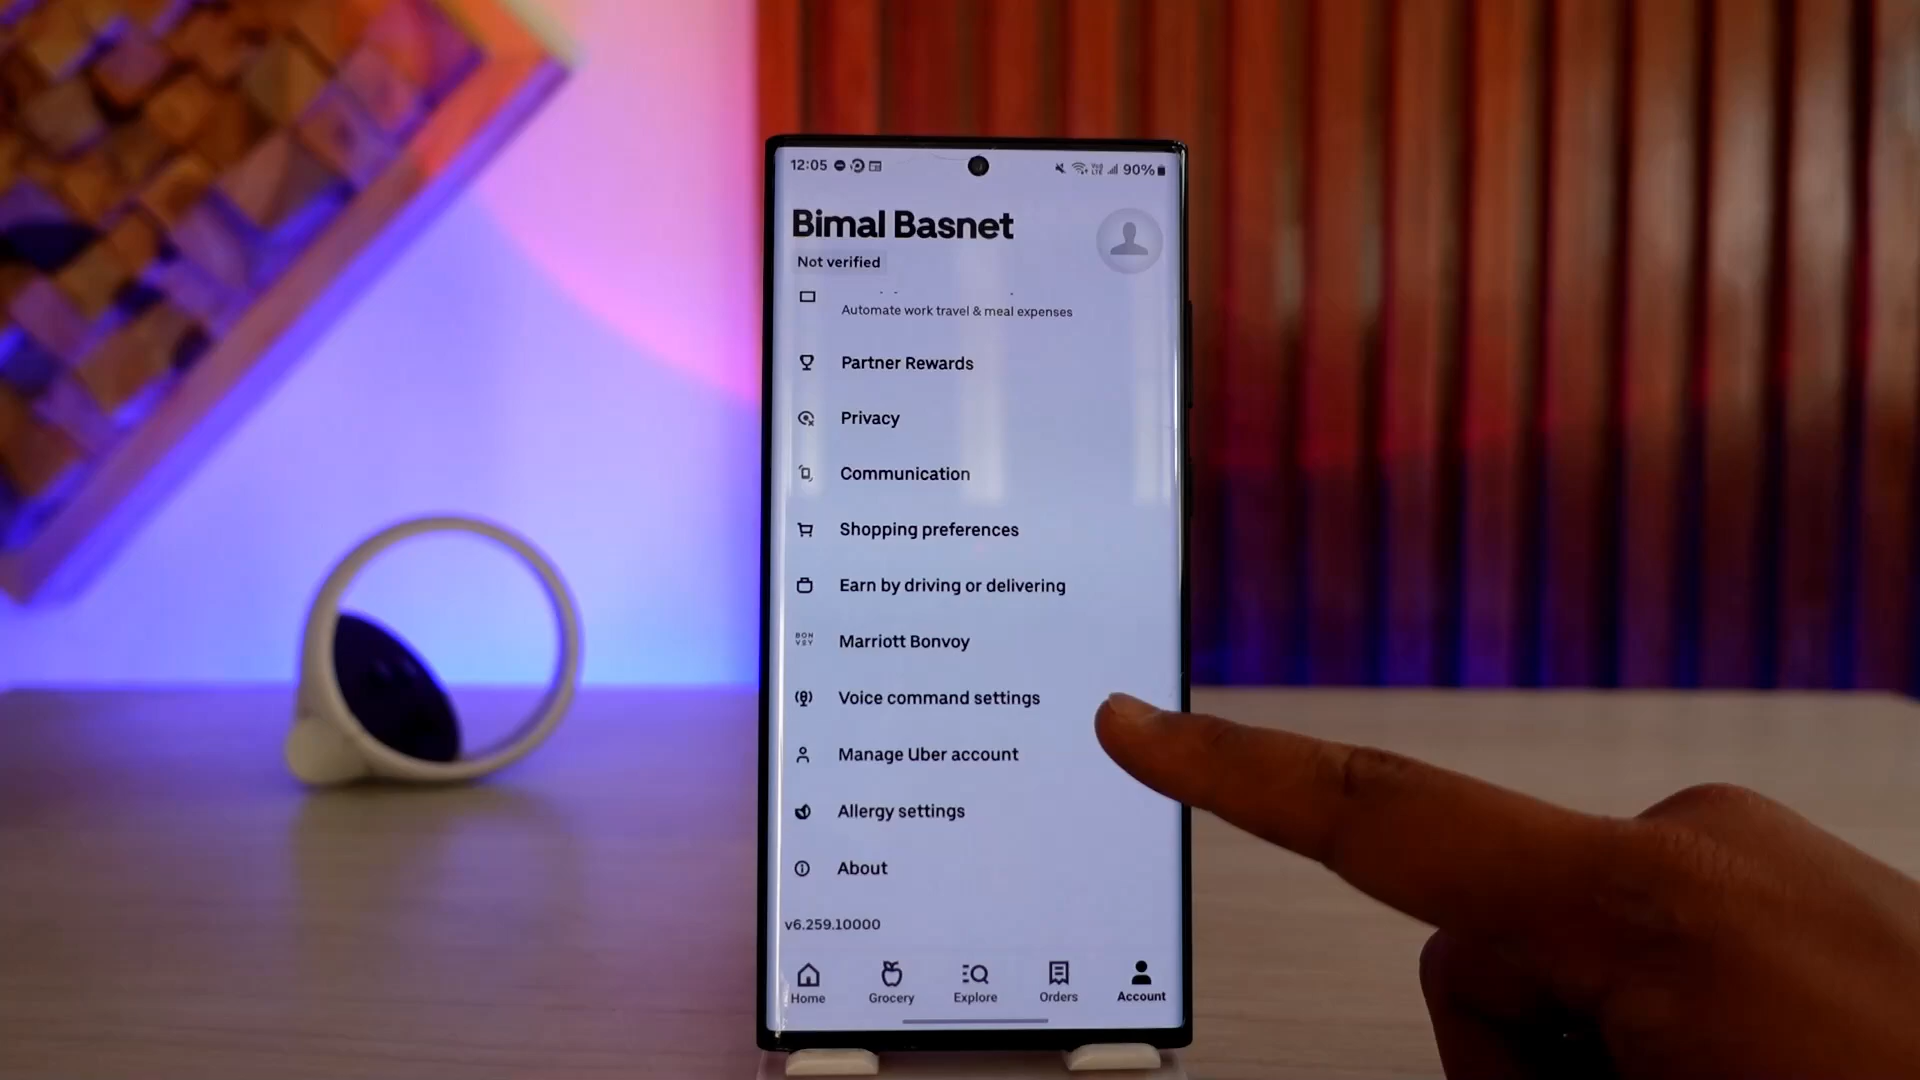 12:05
90%
Bimal Basnet
Not verified
Automate work travel & meal expenses
Partner Rewards
Privacy
Communication
Shopping preferences
Earn by driving or delivering
BON
VOY
Marriott Bonvoy
Voice command settings
Manage Uber account
Allergy settings
About
v6.259.10000
Home
Grocery
Explore
Orders
Account